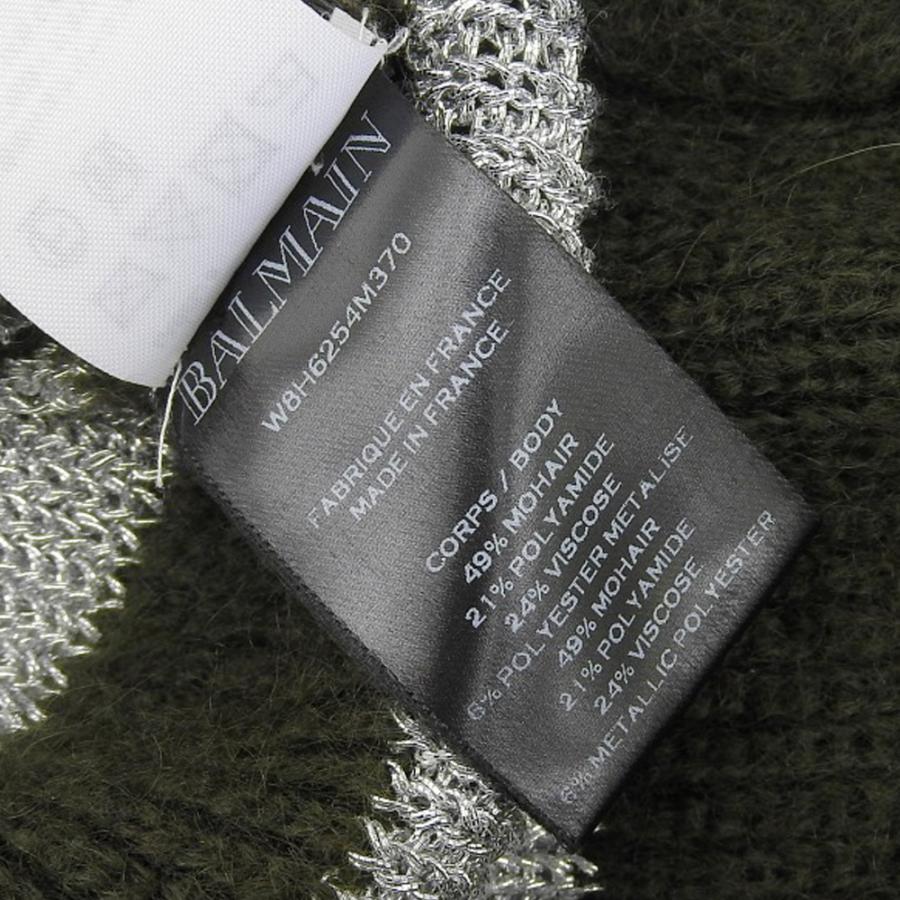 BALMAIN
W8H6254M370
FABRIQUE EN FRANCE
MADE IN FRANCE
CORPS / BODY
49% MOHAIR
21% POLYAMIDE
24% VISCOSE
6% POLYESTER METALISE
49% MOHAIR
21% POLYAMIDE
24% VISCOSE
6% METALLIC POLYESTER